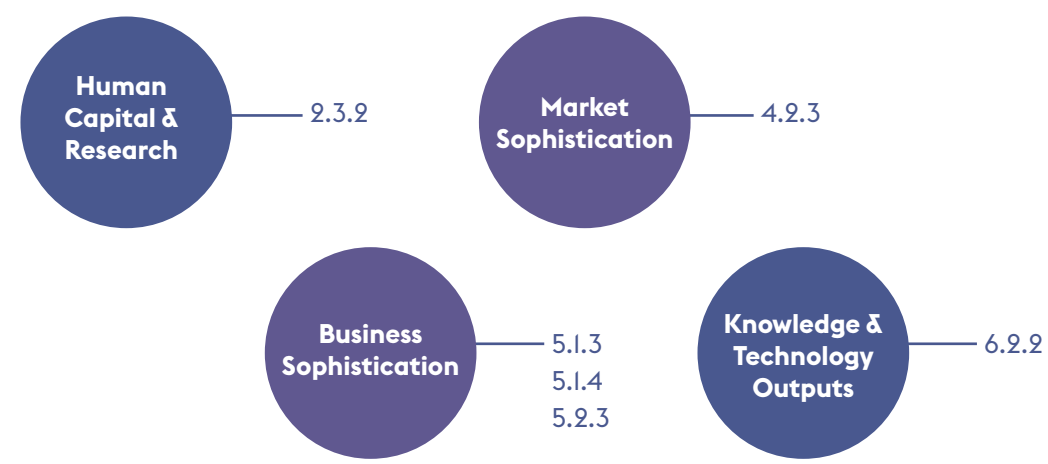 Human
Capital &
Research
2.3.2
Market
Sophistication
4.2.3
Business
Sophistication
5.1.3
5.1.4
5.2.3
Knowledge &
Technology
Outputs
6.2.2